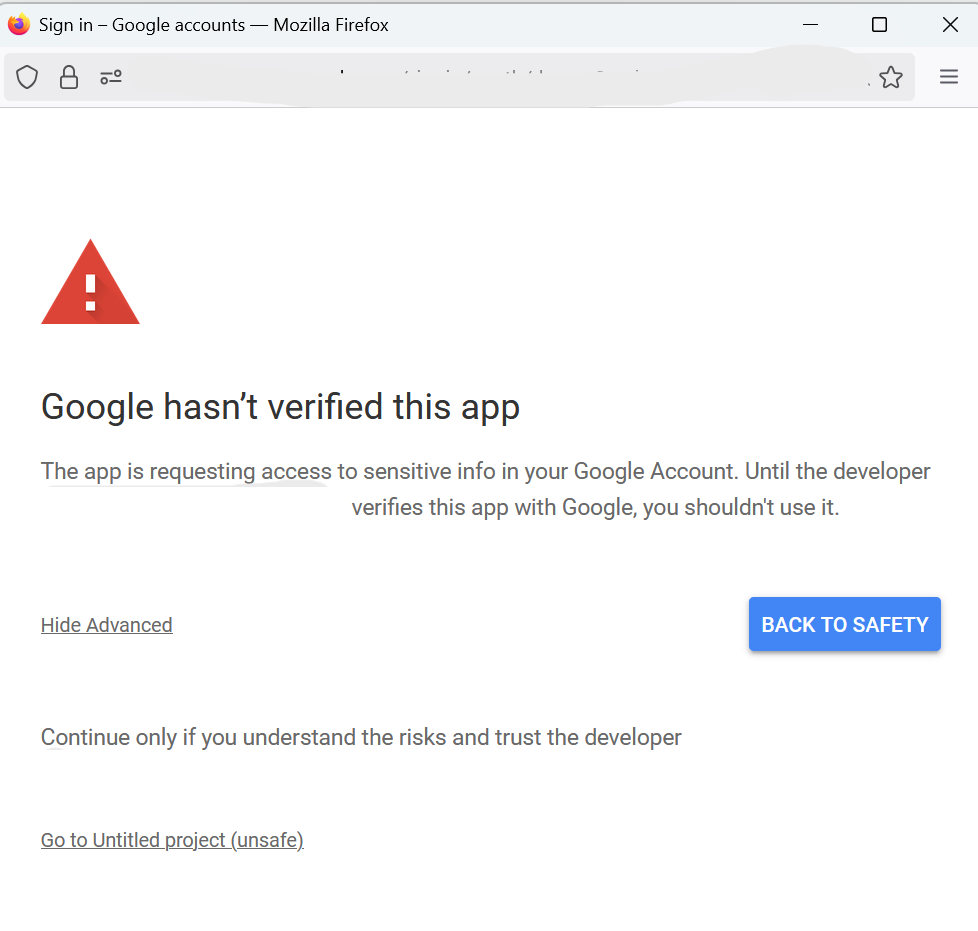 Sign in – Google accounts — Mozilla Firefox
Google hasn’t verified this app
The app is requesting access to sensitive info in your Google Account. Until the developer
verifies this app with Google, you shouldn't use it.
Hide Advanced
BACK TO SAFETY
Continue only if you understand the risks and trust the developer
Go to Untitled project (unsafe)